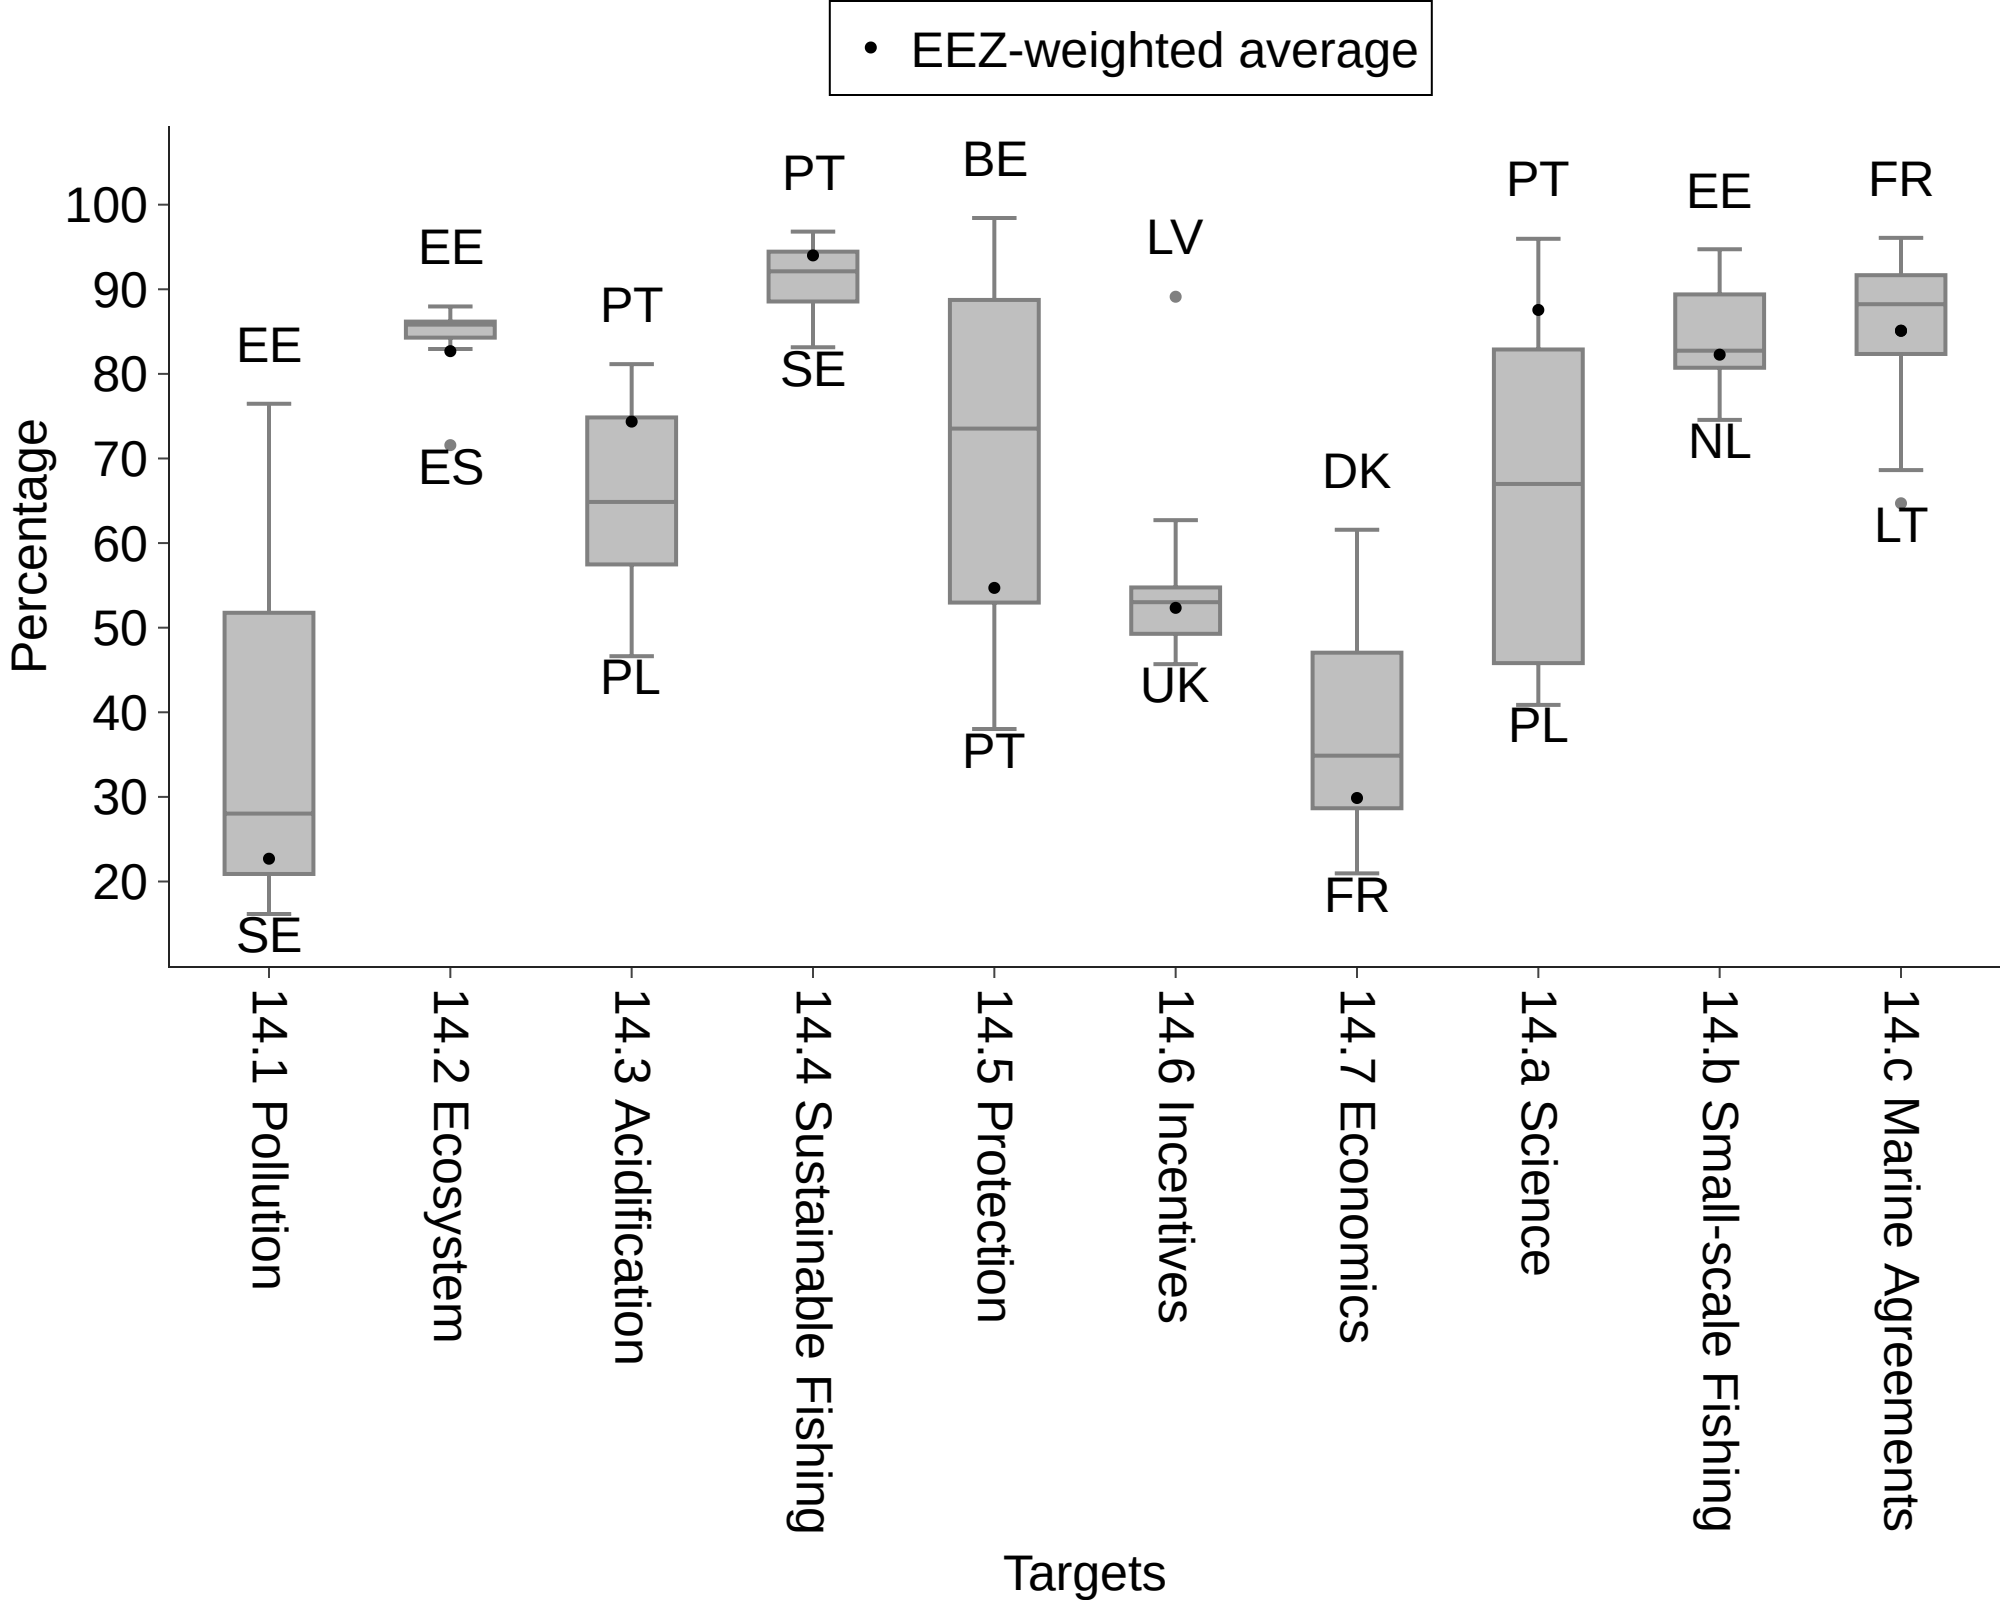 EEZ-weighted average
Percentage
100
90
80
70
60
50
40
30
20
EE
SE
EE
ES
PT
PL
PT
SE
BE
PT
LV
UK
DK
FR
PT
PL
EE
NL
FR
LT
14.1 Pollution
14.2 Ecosystem
14.3 Acidification
14.4 Sustainable Fishing
14.5 Protection
14.6 Incentives
14.7 Economics
14.a Science
14.b Small-scale Fishing
14.c Marine Agreements
Targets